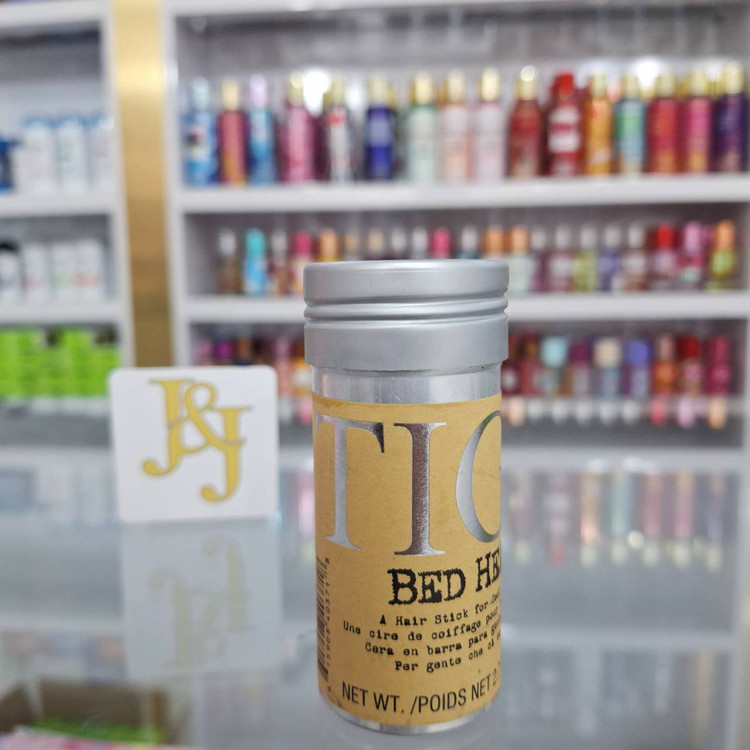 J&J
TIG
BED HE
A Hair Stick for
Une cire de coiffage pour
Cera en barra para
Per gente che
NET WT. /POIDS NET 2.